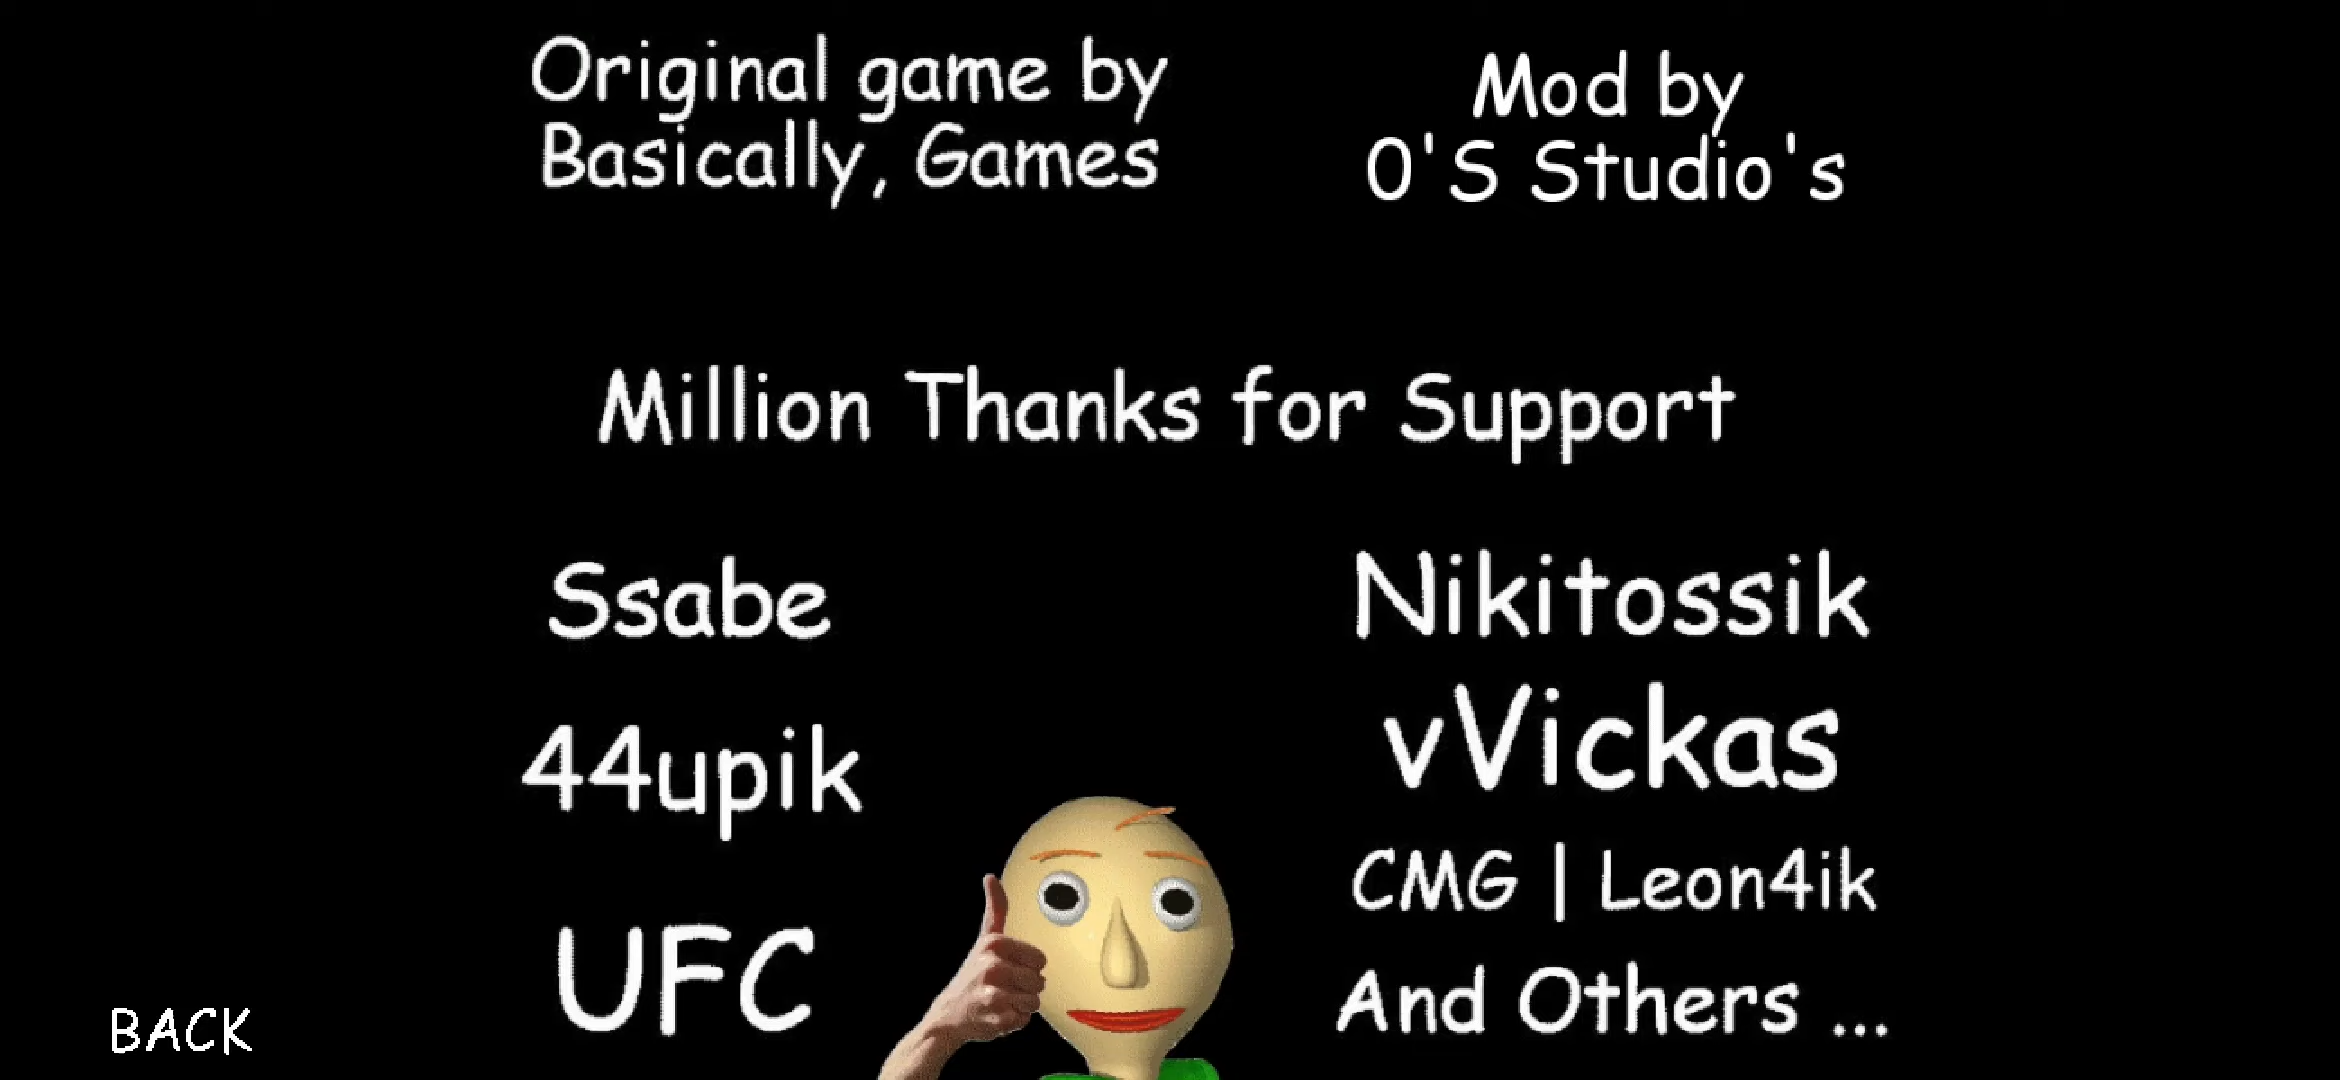 Original game by
Basically, Games
Mod by
O'S Studio's
Million Thanks for Support
Ssabe
44upik
UFC
Nikitossik
vVickas
CMG | Leon4ik
And Others ...
BACK